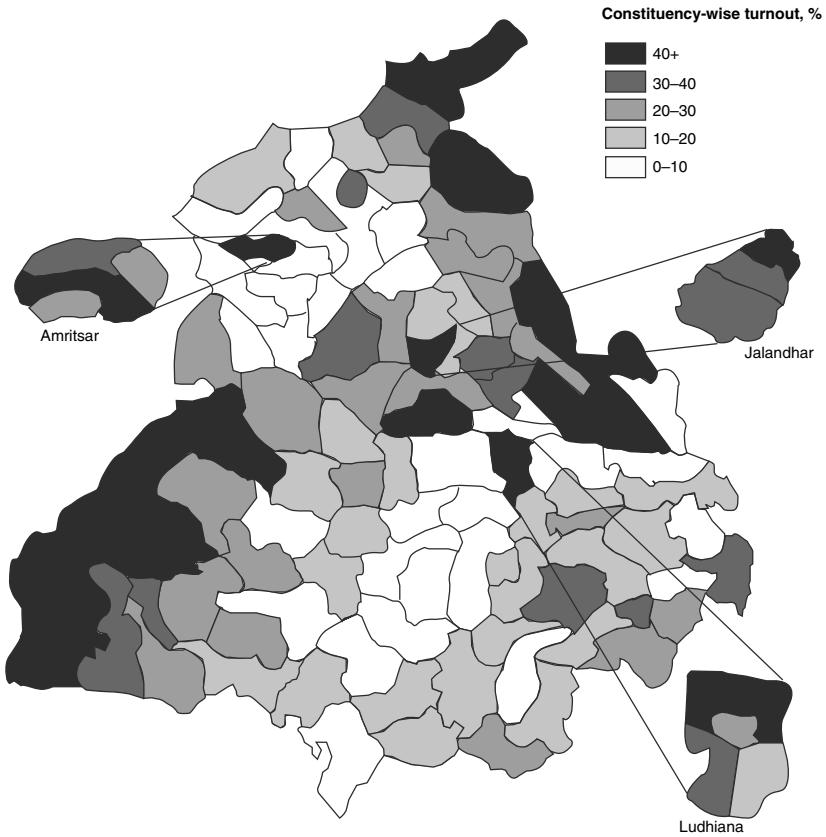 Constituency-wise turnout, %
40+
30–40
20–30
10–20
0–10
Amritsar
Jalandhar
Ludhiana